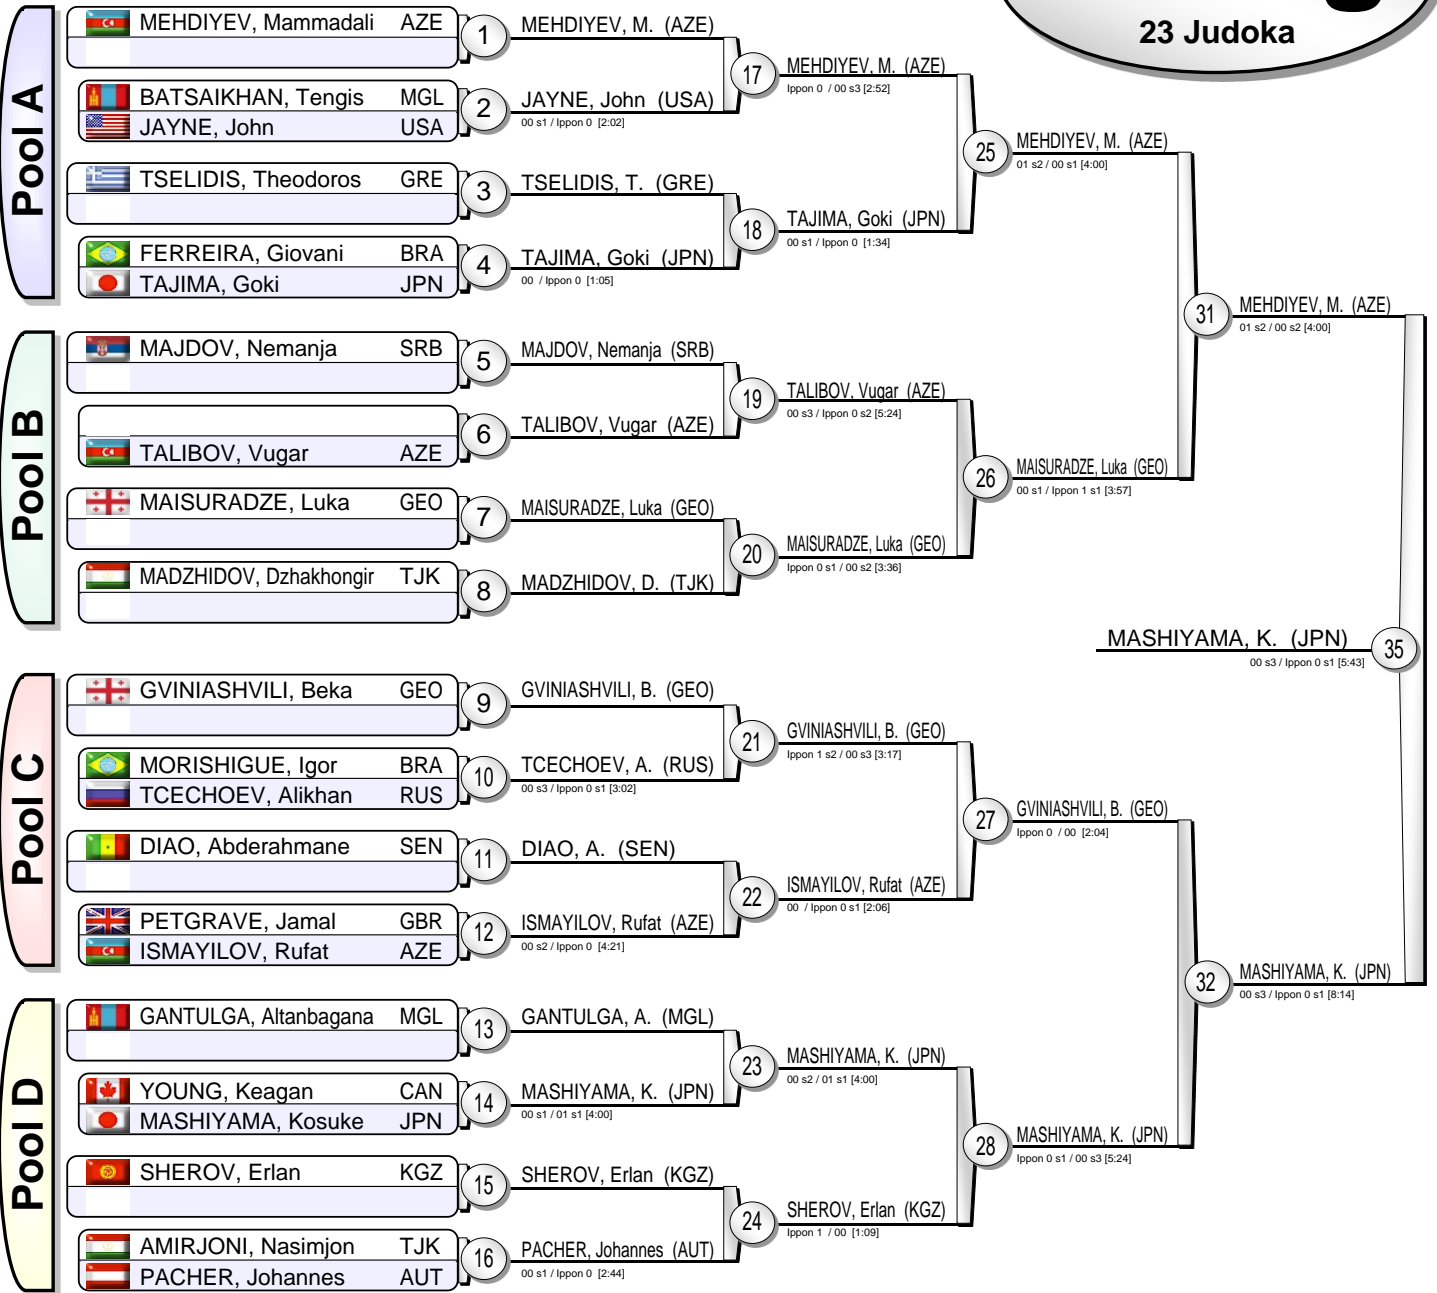 23 Judoka
Pool A
MEHDIYEV, Mammadali AZE
1
MEHDIYEV, M. (AZE)
BATSAIKHAN, Tengis MGL
JAYNE, John USA
2
JAYNE, John (USA)
00 s1 / Ippon 0 [2:02]
17
MEHDIYEV, M. (AZE)
Ippon 0 / 00 s3 [2:52]
TSELIDIS, Theodoros GRE
3
TSELIDIS, T. (GRE)
FERREIRA, Giovani BRA
TAJIMA, Goki JPN
4
TAJIMA, Goki (JPN)
00 / Ippon 0 [1:05]
18
TAJIMA, Goki (JPN)
00 s1 / Ippon 0 [1:34]
25
MEHDIYEV, M. (AZE)
01 s2 / 00 s1 [4:00]
Pool B
MAJDOV, Nemanja SRB
5
MAJDOV, Nemanja (SRB)
TALIBOV, Vugar AZE
6
TALIBOV, Vugar (AZE)
19
TALIBOV, Vugar (AZE)
00 s3 / Ippon 0 s2 [5:24]
MAISURADZE, Luka GEO
7
MAISURADZE, Luka (GEO)
MADZHIDOV, Dzhakhongir TJK
8
MADZHIDOV, D. (TJK)
20
MAISURADZE, Luka (GEO)
Ippon 0 s1 / 00 s2 [3:36]
26
MAISURADZE, Luka (GEO)
00 s1 / Ippon 1 s1 [3:57]
31
MEHDIYEV, M. (AZE)
01 s2 / 00 s2 [4:00]
MASHIYAMA, K. (JPN)
00 s3 / Ippon 0 s1 [5:43]
35
Pool C
GVINIASHVILI, Beka GEO
9
GVINIASHVILI, B. (GEO)
MORISHIGUE, Igor BRA
TCECHOEV, Alikhan RUS
10
TCECHOEV, A. (RUS)
00 s3 / Ippon 0 s1 [3:02]
21
GVINIASHVILI, B. (GEO)
Ippon 1 s2 / 00 s3 [3:17]
DIAO, Abderahmane SEN
11
DIAO, A. (SEN)
PETGRAVE, Jamal GBR
ISMAYILOV, Rufat AZE
12
ISMAYILOV, Rufat (AZE)
00 s2 / Ippon 0 [4:21]
22
ISMAYILOV, Rufat (AZE)
00 / Ippon 0 s1 [2:06]
27
GVINIASHVILI, B. (GEO)
Ippon 0 / 00 [2:04]
Pool D
GANTULGA, Altanbagana MGL
13
GANTULGA, A. (MGL)
YOUNG, Keagan CAN
MASHIYAMA, Kosuke JPN
14
MASHIYAMA, K. (JPN)
00 s1 / 01 s1 [4:00]
23
MASHIYAMA, K. (JPN)
00 s2 / 01 s1 [4:00]
SHEROV, Erlan KGZ
15
SHEROV, Erlan (KGZ)
AMIRJONI, Nasimjon TJK
PACHER, Johannes AUT
16
PACHER, Johannes (AUT)
00 s1 / Ippon 0 [2:44]
24
SHEROV, Erlan (KGZ)
Ippon 1 / 00 [1:09]
28
MASHIYAMA, K. (JPN)
Ippon 0 s1 / 00 s3 [5:24]
32
MASHIYAMA, K. (JPN)
00 s3 / Ippon 0 s1 [8:14]